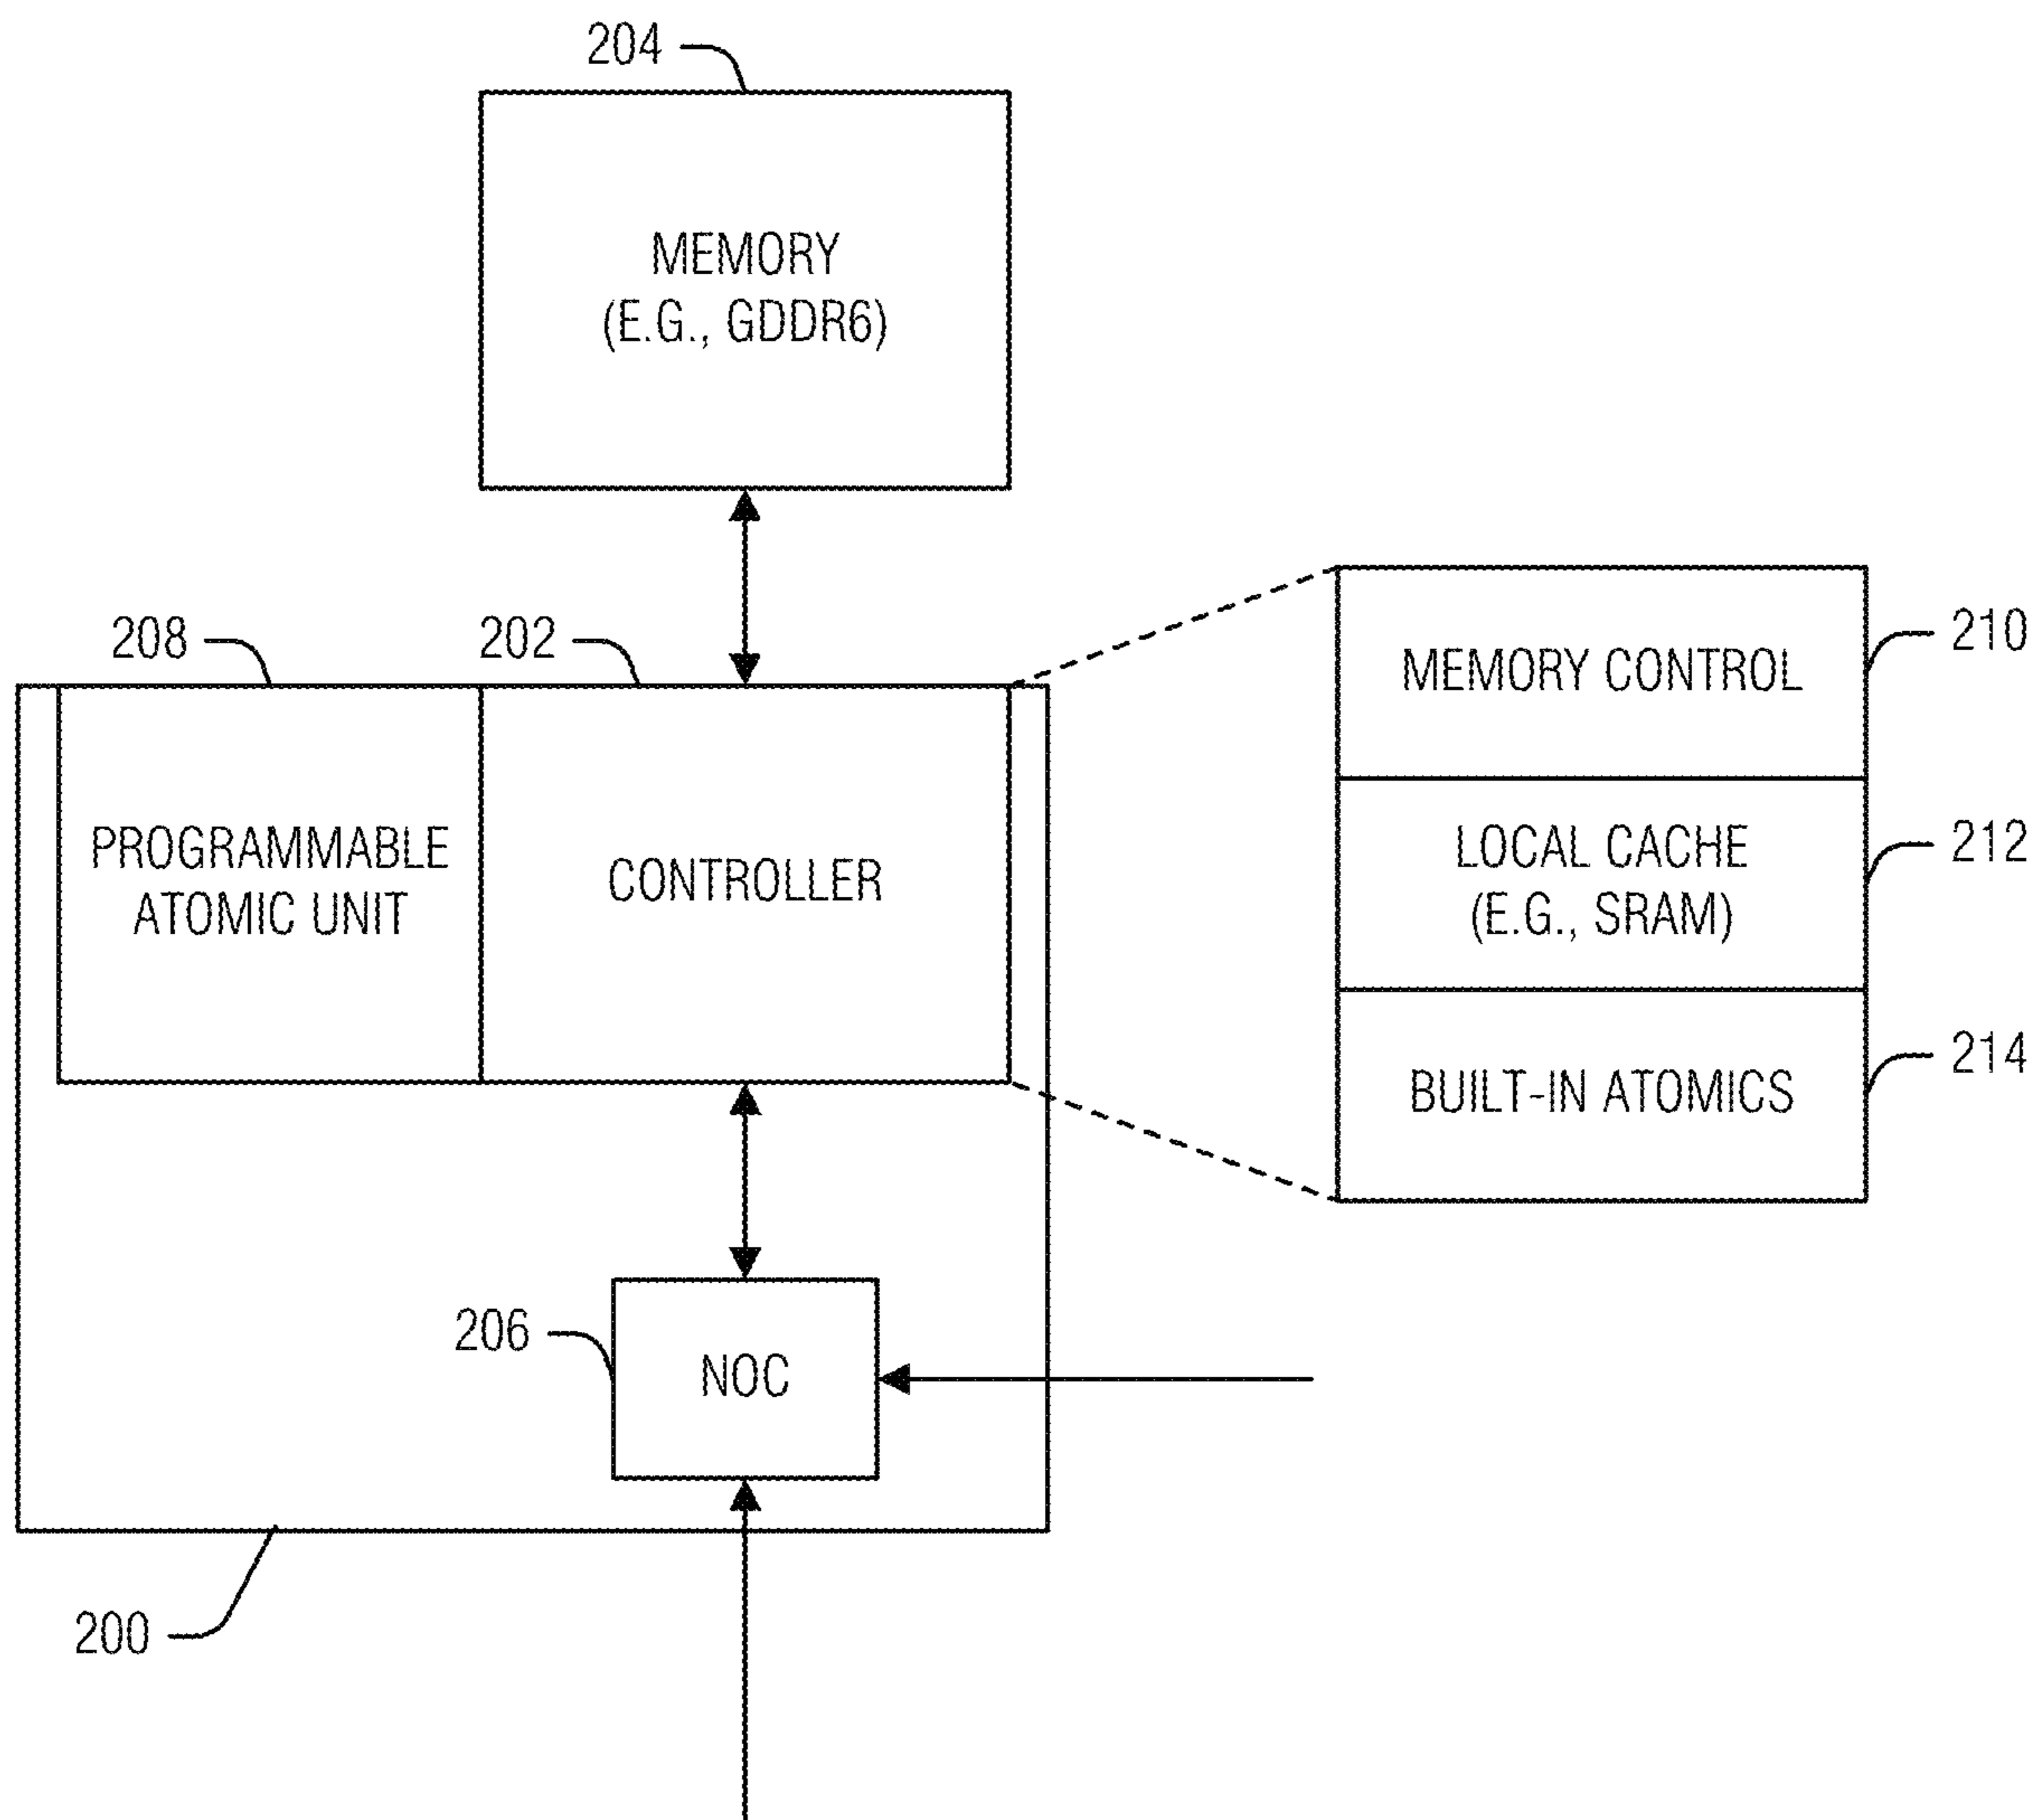 204
MEMORY
(E.G., GDDR6)
208
202
210
MEMORY CONTROL
PROGRAMMABLE
ATOMIC UNIT
CONTROLLER
212
LOCAL CACHE
(E.G., SRAM)
214
BUILT-IN ATOMICS
206
NOC
200